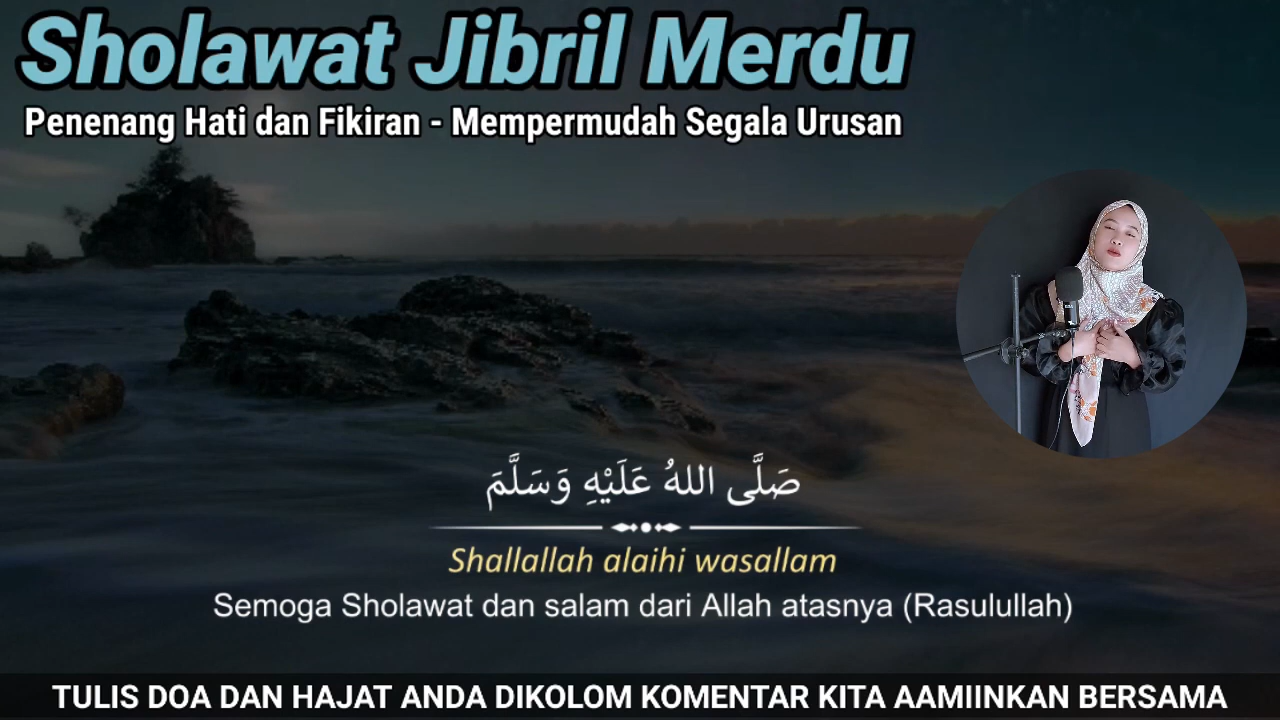 Sholawat Jibril Merdu
Penenang Hati dan Fikiran - Mempermudah Segala Urusan
صَلَّى اللهُ عَلَيْهِ وَسَلَّمَ
Shallallah alaihi wasallam
Semoga Sholawat dan salam dari Allah atasnya (Rasulullah)
TULIS DOA DAN HAJAT ANDA DIKOLOM KOMENTAR KITA AAMIINKAN BERSAMA